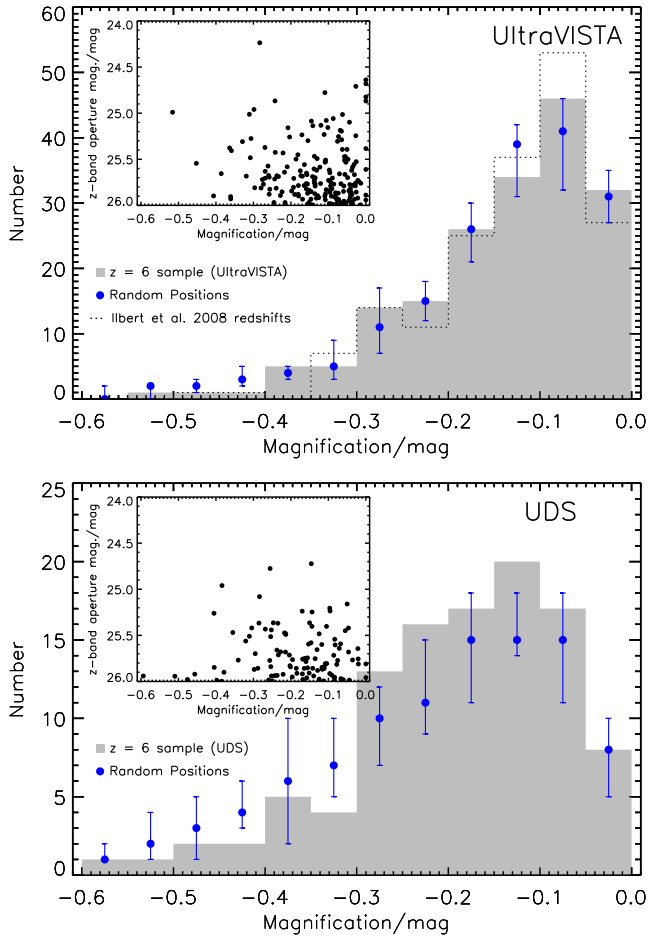 UltraVISTA
60
50
40
30
20
10
0
Number
24.0
24.5
25.0
25.5
26.0
z-band aperture mag./mag
-0.6 -0.5 -0.4 -0.3 -0.2 -0.1 0.0
Magnification/mag
z = 6 sample (UltraVISTA)
Random Positions
Ilbert et al. 2008 redshifts
-0.6 -0.5 -0.4 -0.3 -0.2 -0.1 0.0
Magnification/mag
UDS
25
20
15
10
5
0
Number
24.0
24.5
25.0
25.5
26.0
z-band aperture mag./mag
-0.6 -0.5 -0.4 -0.3 -0.2 -0.1 0.0
Magnification/mag
z = 6 sample (UDS)
Random Positions
-0.6 -0.5 -0.4 -0.3 -0.2 -0.1 0.0
Magnification/mag